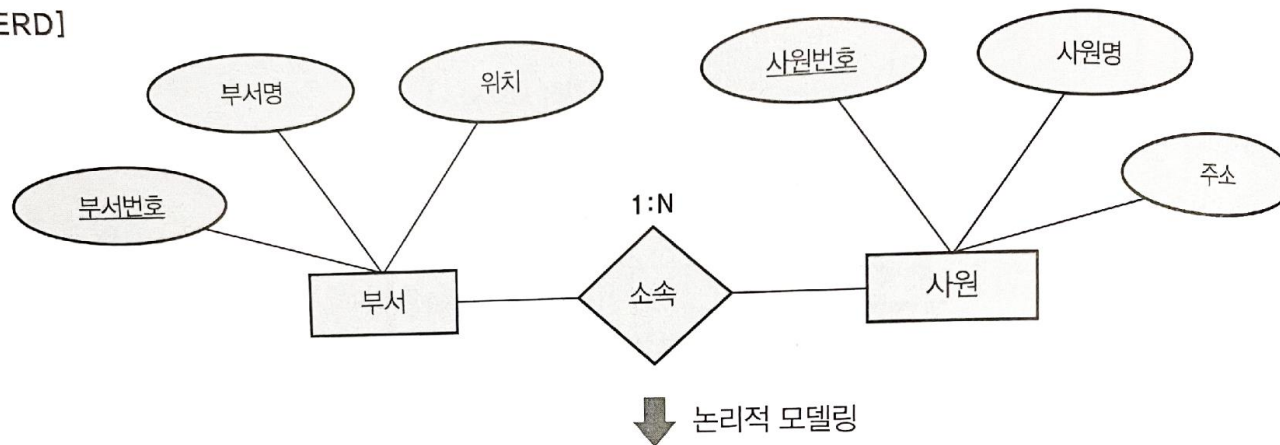 ERD]
부서명
위치
사원번호
사원명
부서번호
주소
1:N
부서
소속
사원
논리적 모델링